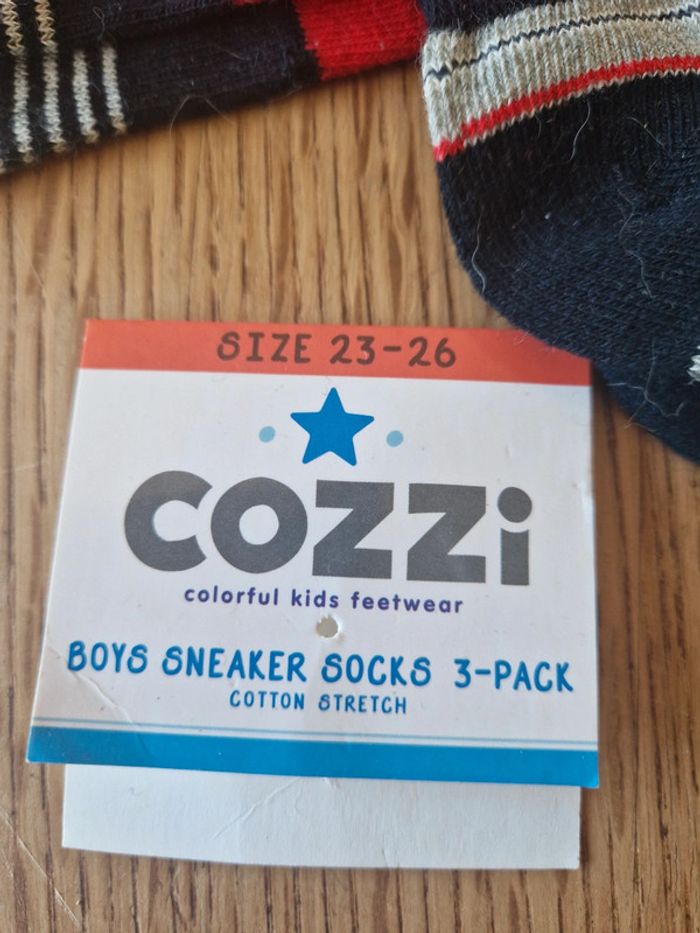 SIZE 23-26
COZZi
colorful kids feetwear
BOYS SNEAKER SOCKS 3-PACK
COTTON STRETCH